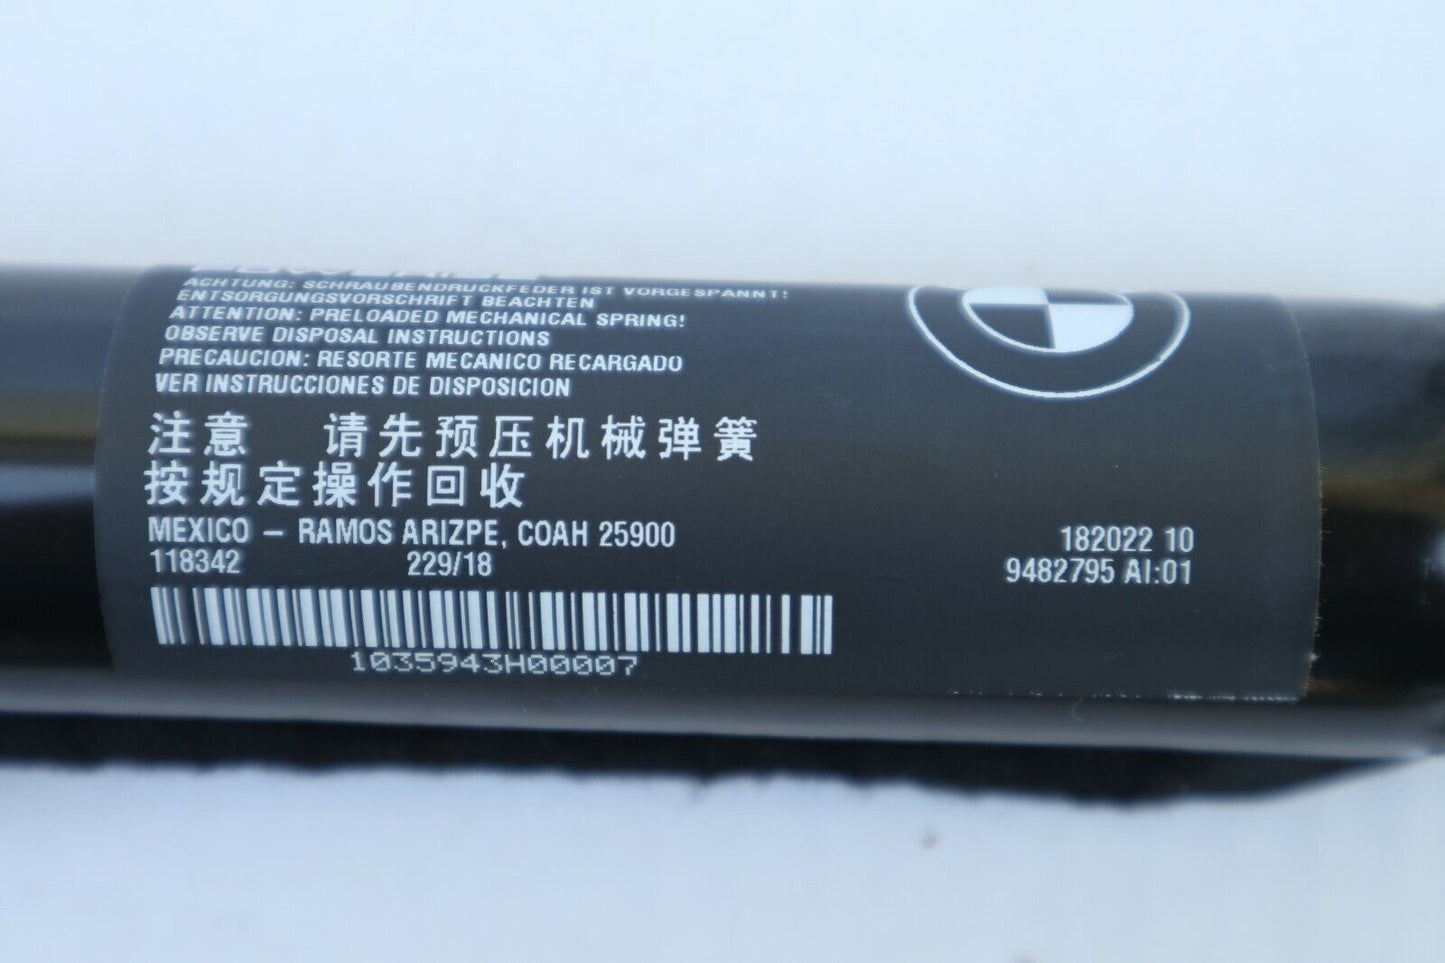 ACHTUNG: SCHRAUBENDRUCKFEDER IST VORGESPANNT!
ENTSORGUNGSVORSCHRIFT BEACHTEN
ATTENTION: PRELOADED MECHANICAL SPRING!
OBSERVE DISPOSAL INSTRUCTIONS
PRECAUCION: RESORTE MECANICO RECARGADO
VER INSTRUCCIONES DE DISPOSICION
注意 请先预压机械弹簧
按规定操作回收
MEXICO – RAMOS ARIZPE, COAH 25900
118342 229/18
182022 10
9482795 AI:01
1035943H00007